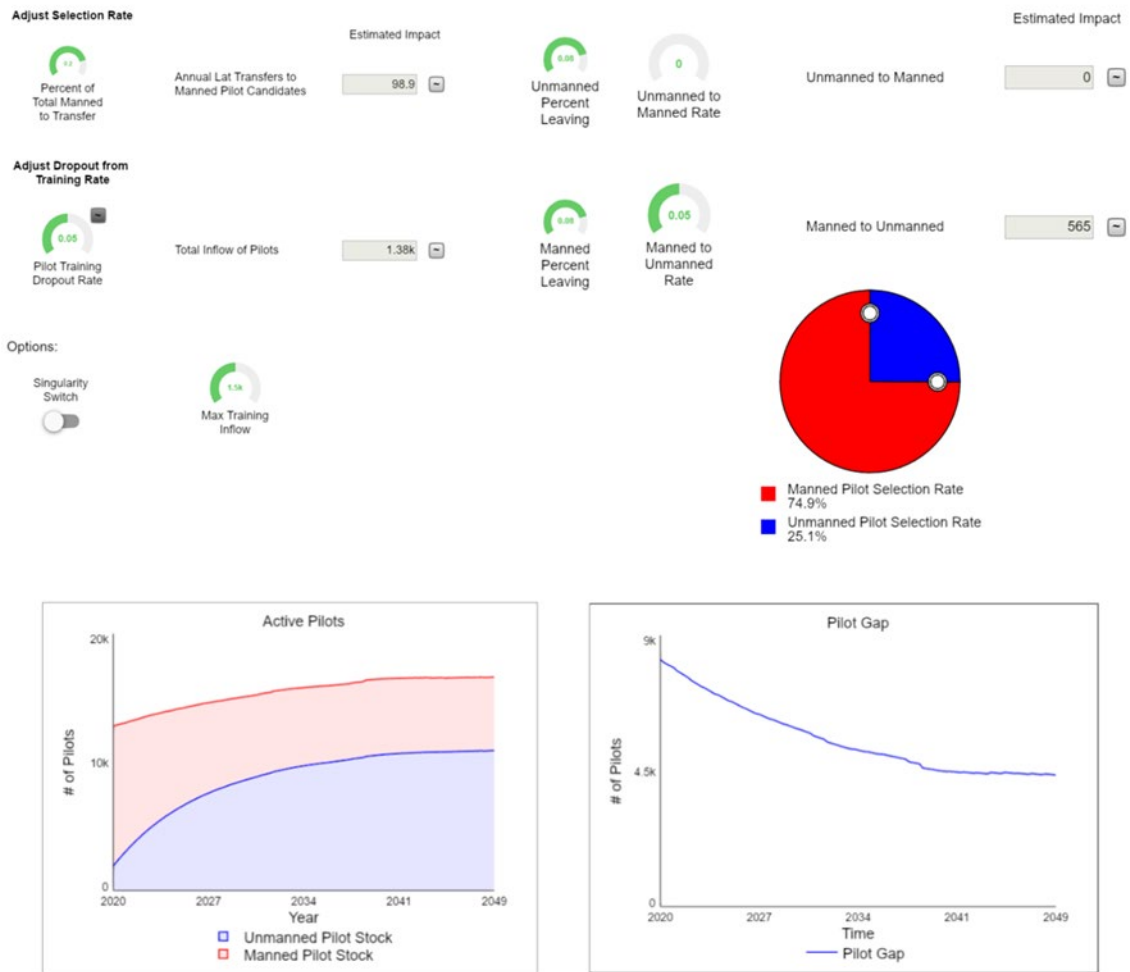 Adjust Selection Rate
Estimated Impact
0.2
Percent of
Total Manned
to Transfer
Annual Lat Transfers to
Manned Pilot Candidates
98.9
~
0.08
Unmanned
Percent
Leaving
0
Unmanned to
Manned Rate
Estimated Impact
Unmanned to Manned
0
~
Adjust Dropout from
Training Rate
~
0.05
Pilot Training
Dropout Rate
Total Inflow of Pilots
1.38k
~
0.08
Manned
Percent
Leaving
0.05
Manned to
Unmanned
Rate
Manned to Unmanned
565
~
Options:
Singularity
Switch
1.5k
Max Training
Inflow
Manned Pilot Selection Rate
74.9%
Unmanned Pilot Selection Rate
25.1%
Active Pilots
20k
10k
0
# of Pilots
2020 2027 2034 2041 2049
Year
Unmanned Pilot Stock
Manned Pilot Stock
Pilot Gap
9k
4.5k
0
# of Pilots
2020 2027 2034 2041 2049
Time
Pilot Gap